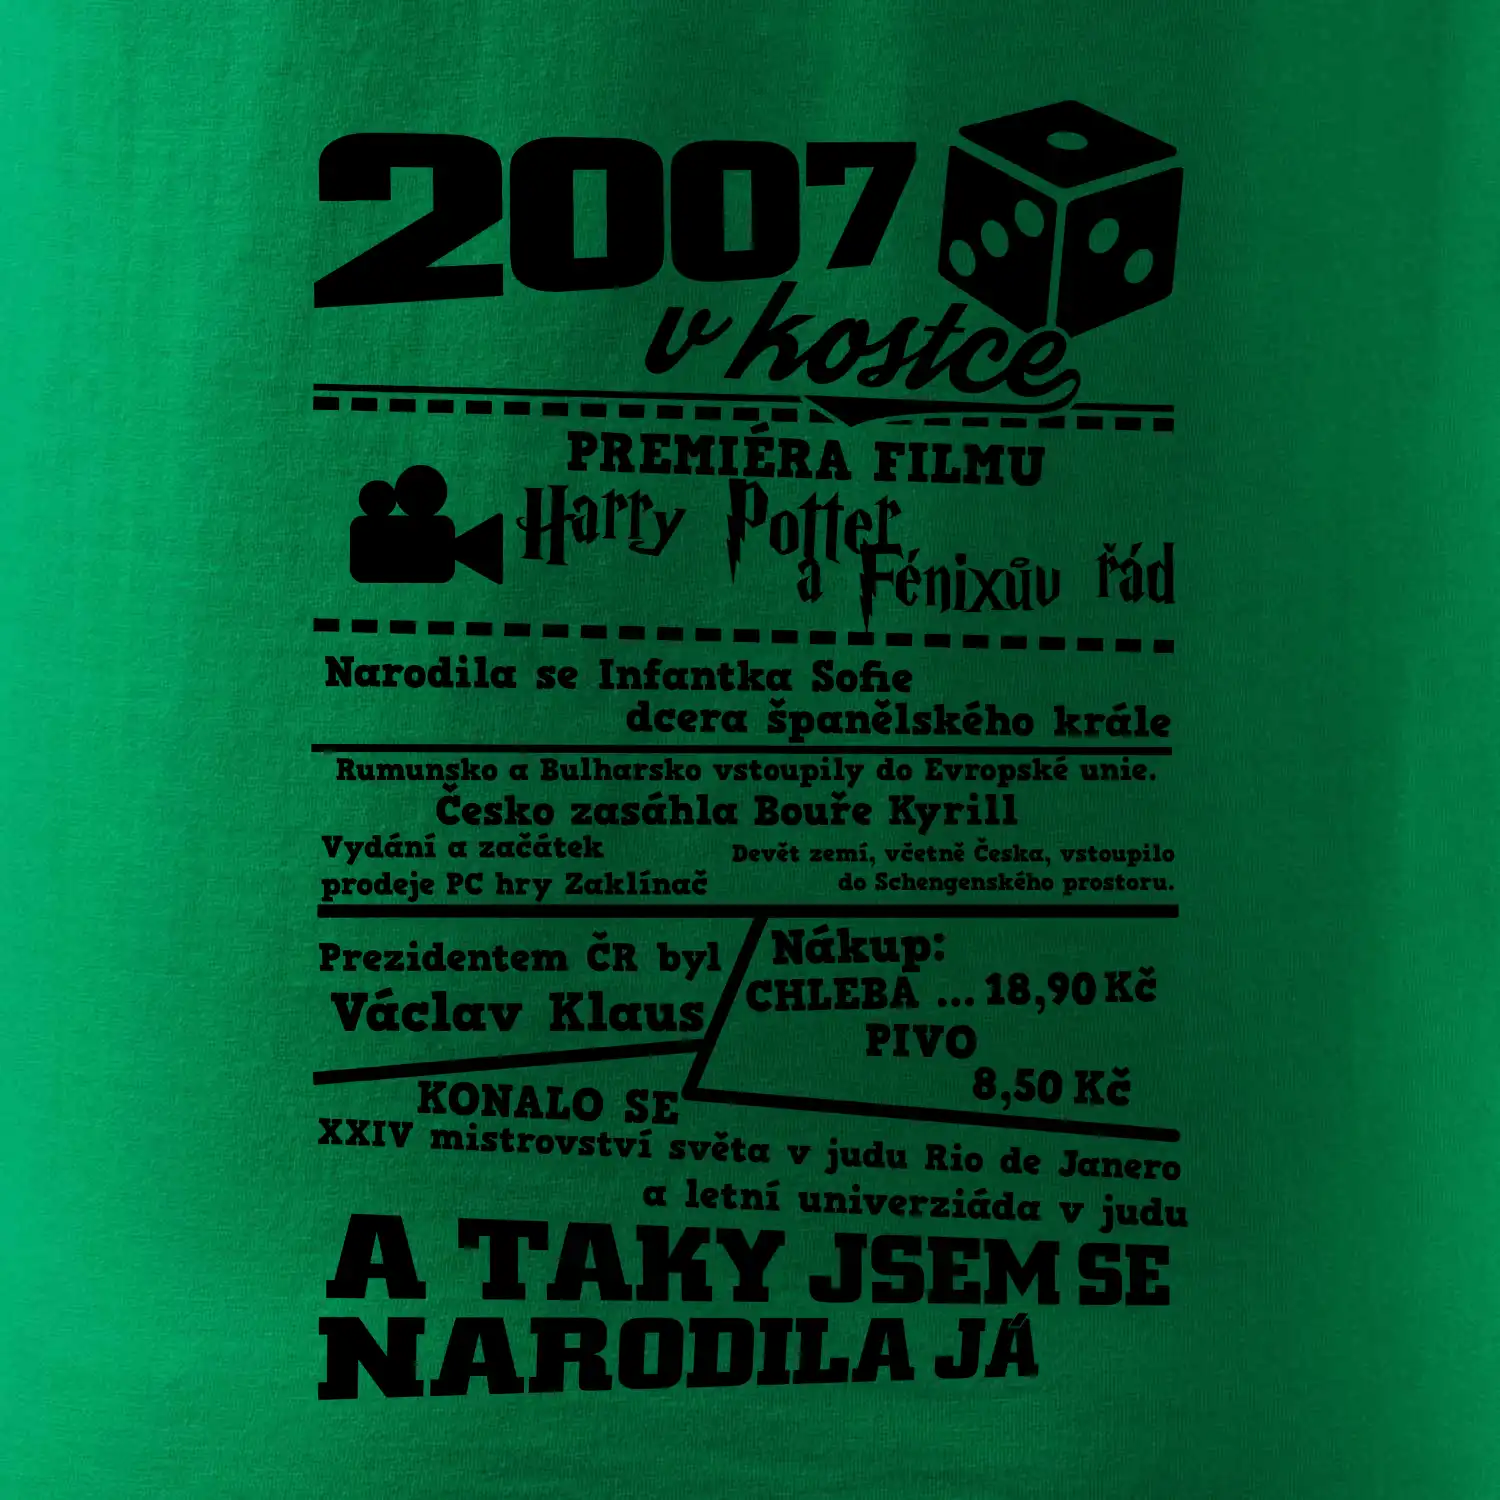 2007
v kostce
PREMIÉRA FILMU
Harry Potter
a Fénixův řád
Narodila se Infantka Sofie
dcera španělského krále
Rumunsko a Bulharsko vstoupily do Evropské unie.
Česko zasáhla Bouře Kyrill
Vydání a začátek
prodeje PC hry Zaklínač
Devět zemí, včetně Česka, vstoupilo
do Schengenského prostoru.
Prezidentem ČR byl
Václav Klaus
Nákup:
CHLEBA ... 18,90 Kč
PIVO
8,50 Kč
KONALO SE
XXIV mistrovství světa v judu Rio de Janero
a letní univerziáda v judu
A TAKY JSEM SE
NARODILA JÁ